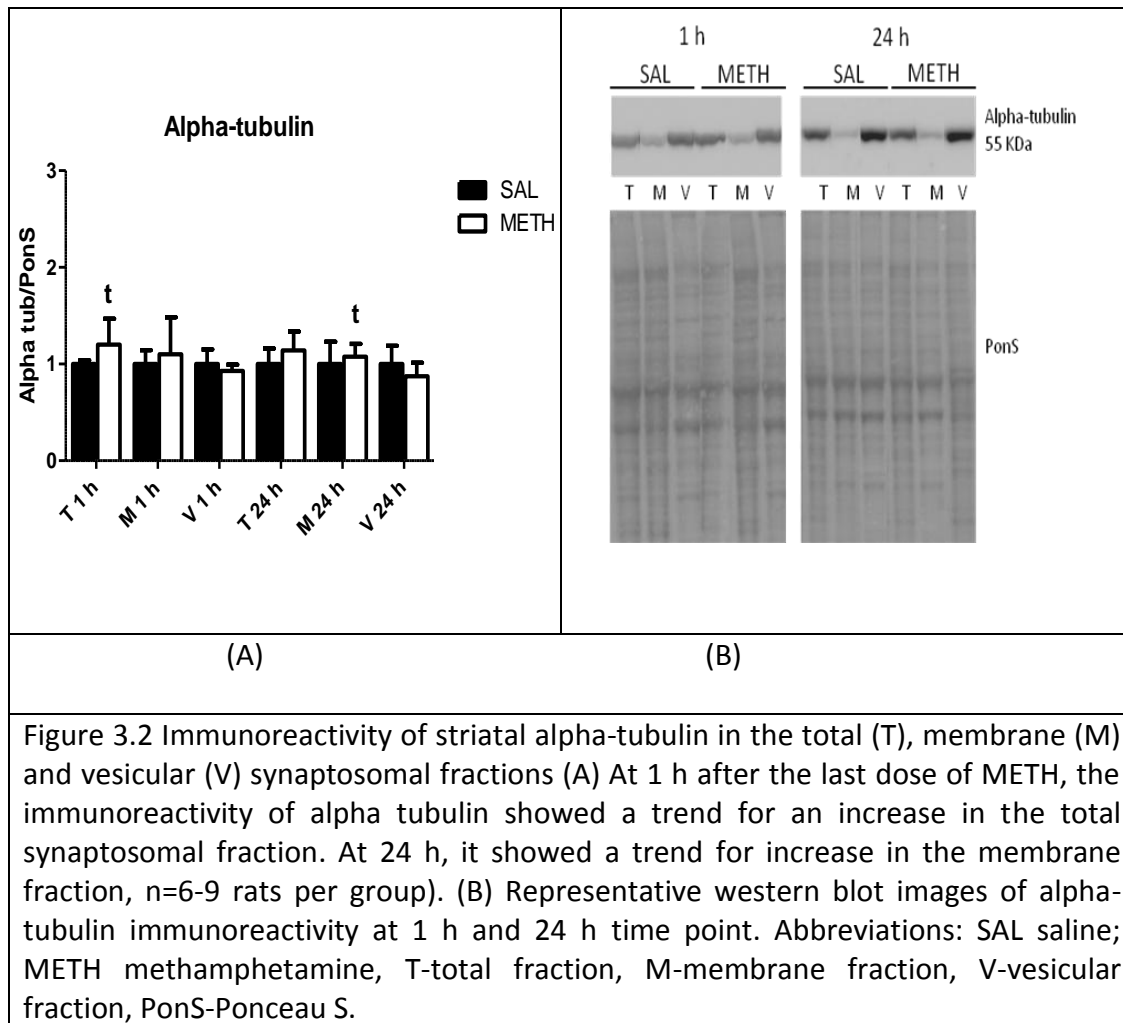 Alpha-tubulin
Alpha tub/PonS
3
2
1
0
t
t
SAL
METH
T 1 h
M 1 h
V 1 h
T 24 h
M 24 h
V 24 h
1 h
24 h
SAL
METH
SAL
METH
Alpha-tubulin
55 KDa
T M V T M V
T M V T M V
PonS
(A)
(B)
Figure 3.2 Immunoreactivity of striatal alpha-tubulin in the total (T), membrane (M)
and vesicular (V) synaptosomal fractions (A) At 1 h after the last dose of METH, the
immunoreactivity of alpha tubulin showed a trend for an increase in the total
synaptosomal fraction. At 24 h, it showed a trend for increase in the membrane
fraction, n=6-9 rats per group). (B) Representative western blot images of alpha-
tubulin immunoreactivity at 1 h and 24 h time point. Abbreviations: SAL saline;
METH methamphetamine, T-total fraction, M-membrane fraction, V-vesicular
fraction, PonS-Ponceau S.